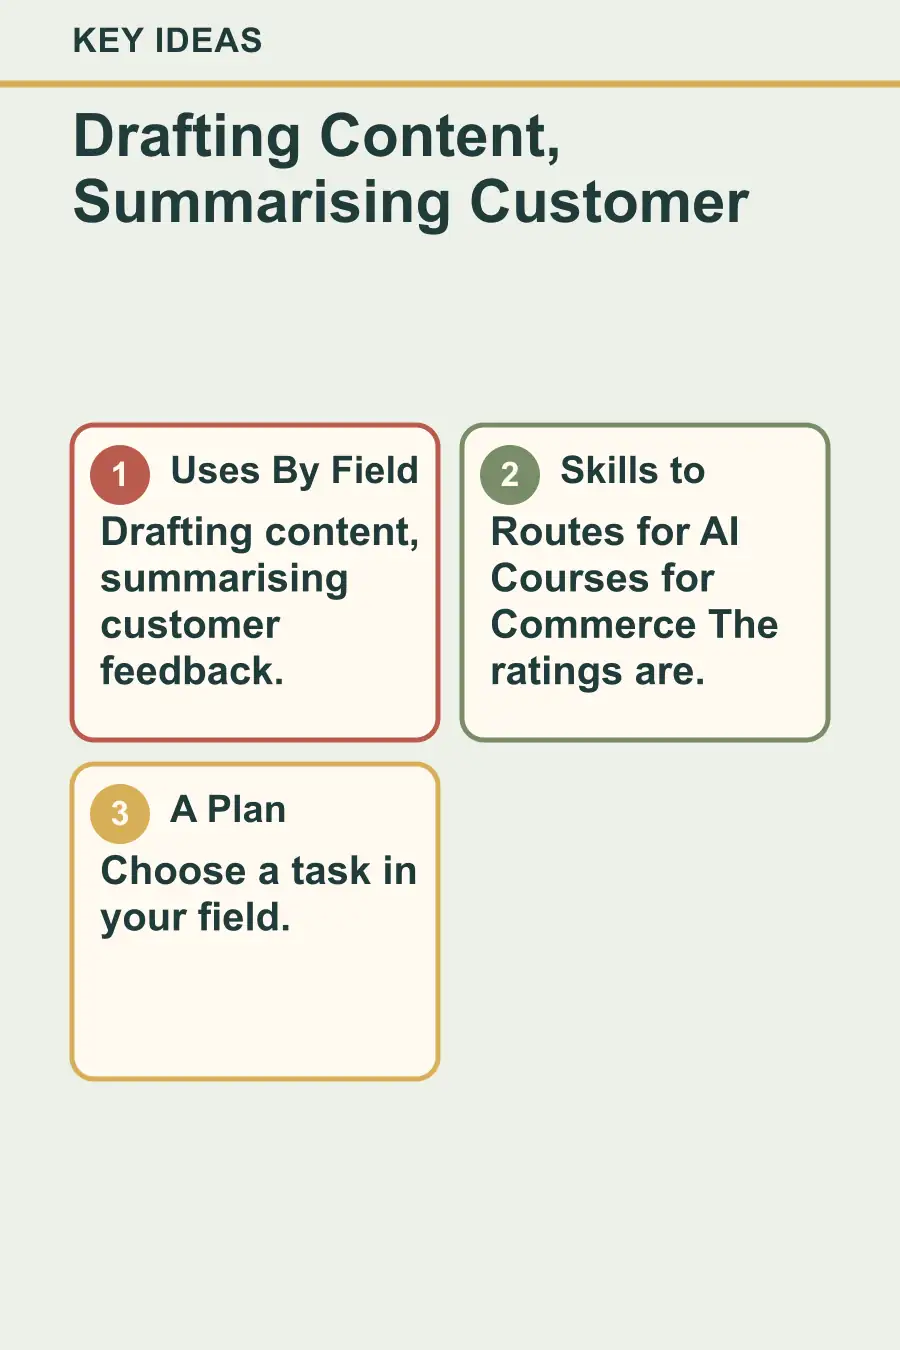 KEY IDEAS
Drafting Content,
Summarising Customer
1
Uses By Field
Drafting content,
summarising
customer
feedback.
2
Skills to
Routes for AI
Courses for
Commerce The
ratings are.
3
A Plan
Choose a task in
your field.